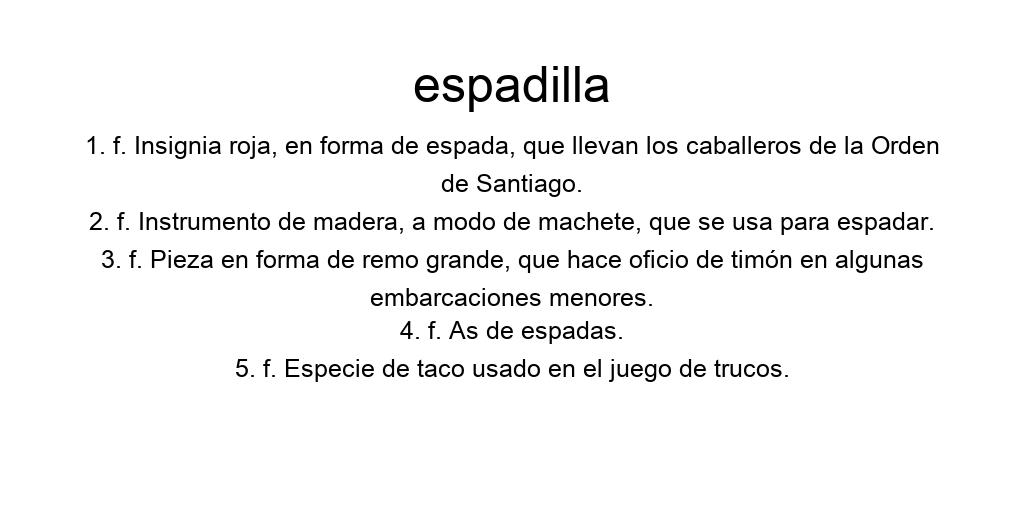 espadilla
1. f. Insignia roja, en forma de espada, que llevan los caballeros de la Orden
de Santiago.
2. f. Instrumento de madera, a modo de machete, que se usa para espadar.
3. f. Pieza en forma de remo grande, que hace oficio de timón en algunas
embarcaciones menores.
4. f. As de espadas.
5. f. Especie de taco usado en el juego de trucos.